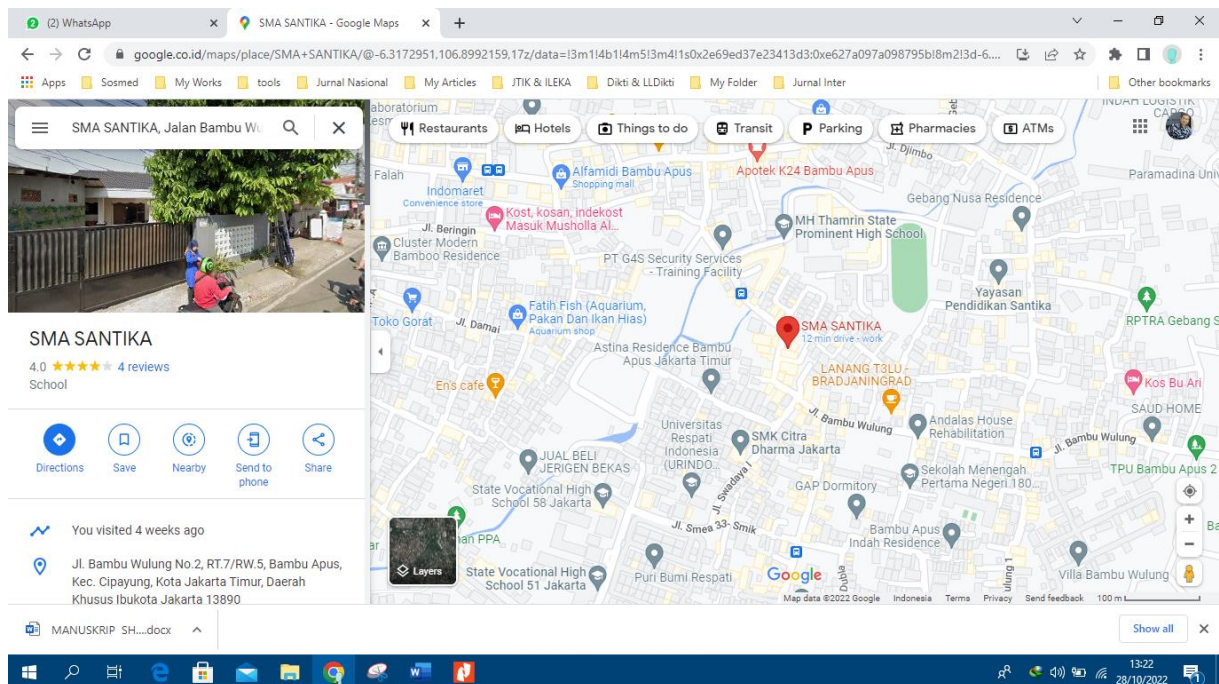 (2) WhatsApp
SMA SANTIKA - Google Maps
google.co.id/maps/place/SMA+SANTIKA/@-6.3172951,106.8992159,17z/data=!3m1!4b1!4m5!3m4!1s0x2e69ed37e23413d3:0xe627a097a098795b!8m2!3d-6....
Apps
Sosmed
My Works
tools
Jurnal Nasional
My Articles
JTIK & ILEKA
Dikti & LLDikti
My Folder
Jurnal Inter
Other bookmarks
SMA SANTIKA, Jalan Bambu Wu
Restaurants
Hotels
Things to do
Transit
Parking
Pharmacies
ATMs
SMA SANTIKA
4.0
4 reviews
School
Directions
Save
Nearby
Send to
phone
Share
You visited 4 weeks ago
Jl. Bambu Wulung No.2, RT.7/RW.5, Bambu Apus,
Kec. Cipayung, Kota Jakarta Timur, Daerah
Khusus Ibukota Jakarta 13890
aboratorium
INDAH LOGISTIK
CARGO
Jl. Djimbo
Falah
Indomaret
Convenience store
Alfamidi Bambu Apus
Shopping mall
Apotek K24 Bambu Apus
Paramadina Univ
Gebang Nusa Residence
Kost, kosan, indekost
Masuk Musholla Al...
Jl. Beringin
MH Thamrin State
Prominent High School
Cluster Modern
Bamboo Residence
PT G4S Security Services
- Training Facility
Yayasan
Pendidikan Santika
Toko Gorat
Jl. Damai
Fatih Fish (Aquarium,
Pakan Dan Ikan Hias)
Aquarium shop
SMA SANTIKA
12 min drive - work
RPTRA Gebang S
Astina Residence Bambu
Apus Jakarta Timur
LANANG T3LU -
BRADJANINGRAD
En's cafe
Kos Bu Ari
SAUD HOME
Jl. Bambu Wulung
Andalas House
Rehabilitation
Jl. Bambu Wulung
Universitas
Respati
Indonesia
(URINDO...
SMK Citra
Dharma Jakarta
JUAL BELI
JERIGEN BEKAS
Jl. Swadaya I
Sekolah Menengah
Pertama Negeri 180...
TPU Bambu Apus 2
State Vocational High
School 58 Jakarta
GAP Dormitory
Jl. Smea 33- Smik
Bambu Apus
Indah Residence
an PPA
Layers
State Vocational High
School 51 Jakarta
Puri Bumi Respati
Google
Villa Bambu Wulung
Map data ©2022 Google
Indonesia
Terms
Privacy
Send feedback
100 m
MANUSKRIP SH....docx
Show all
13:22
28/10/2022